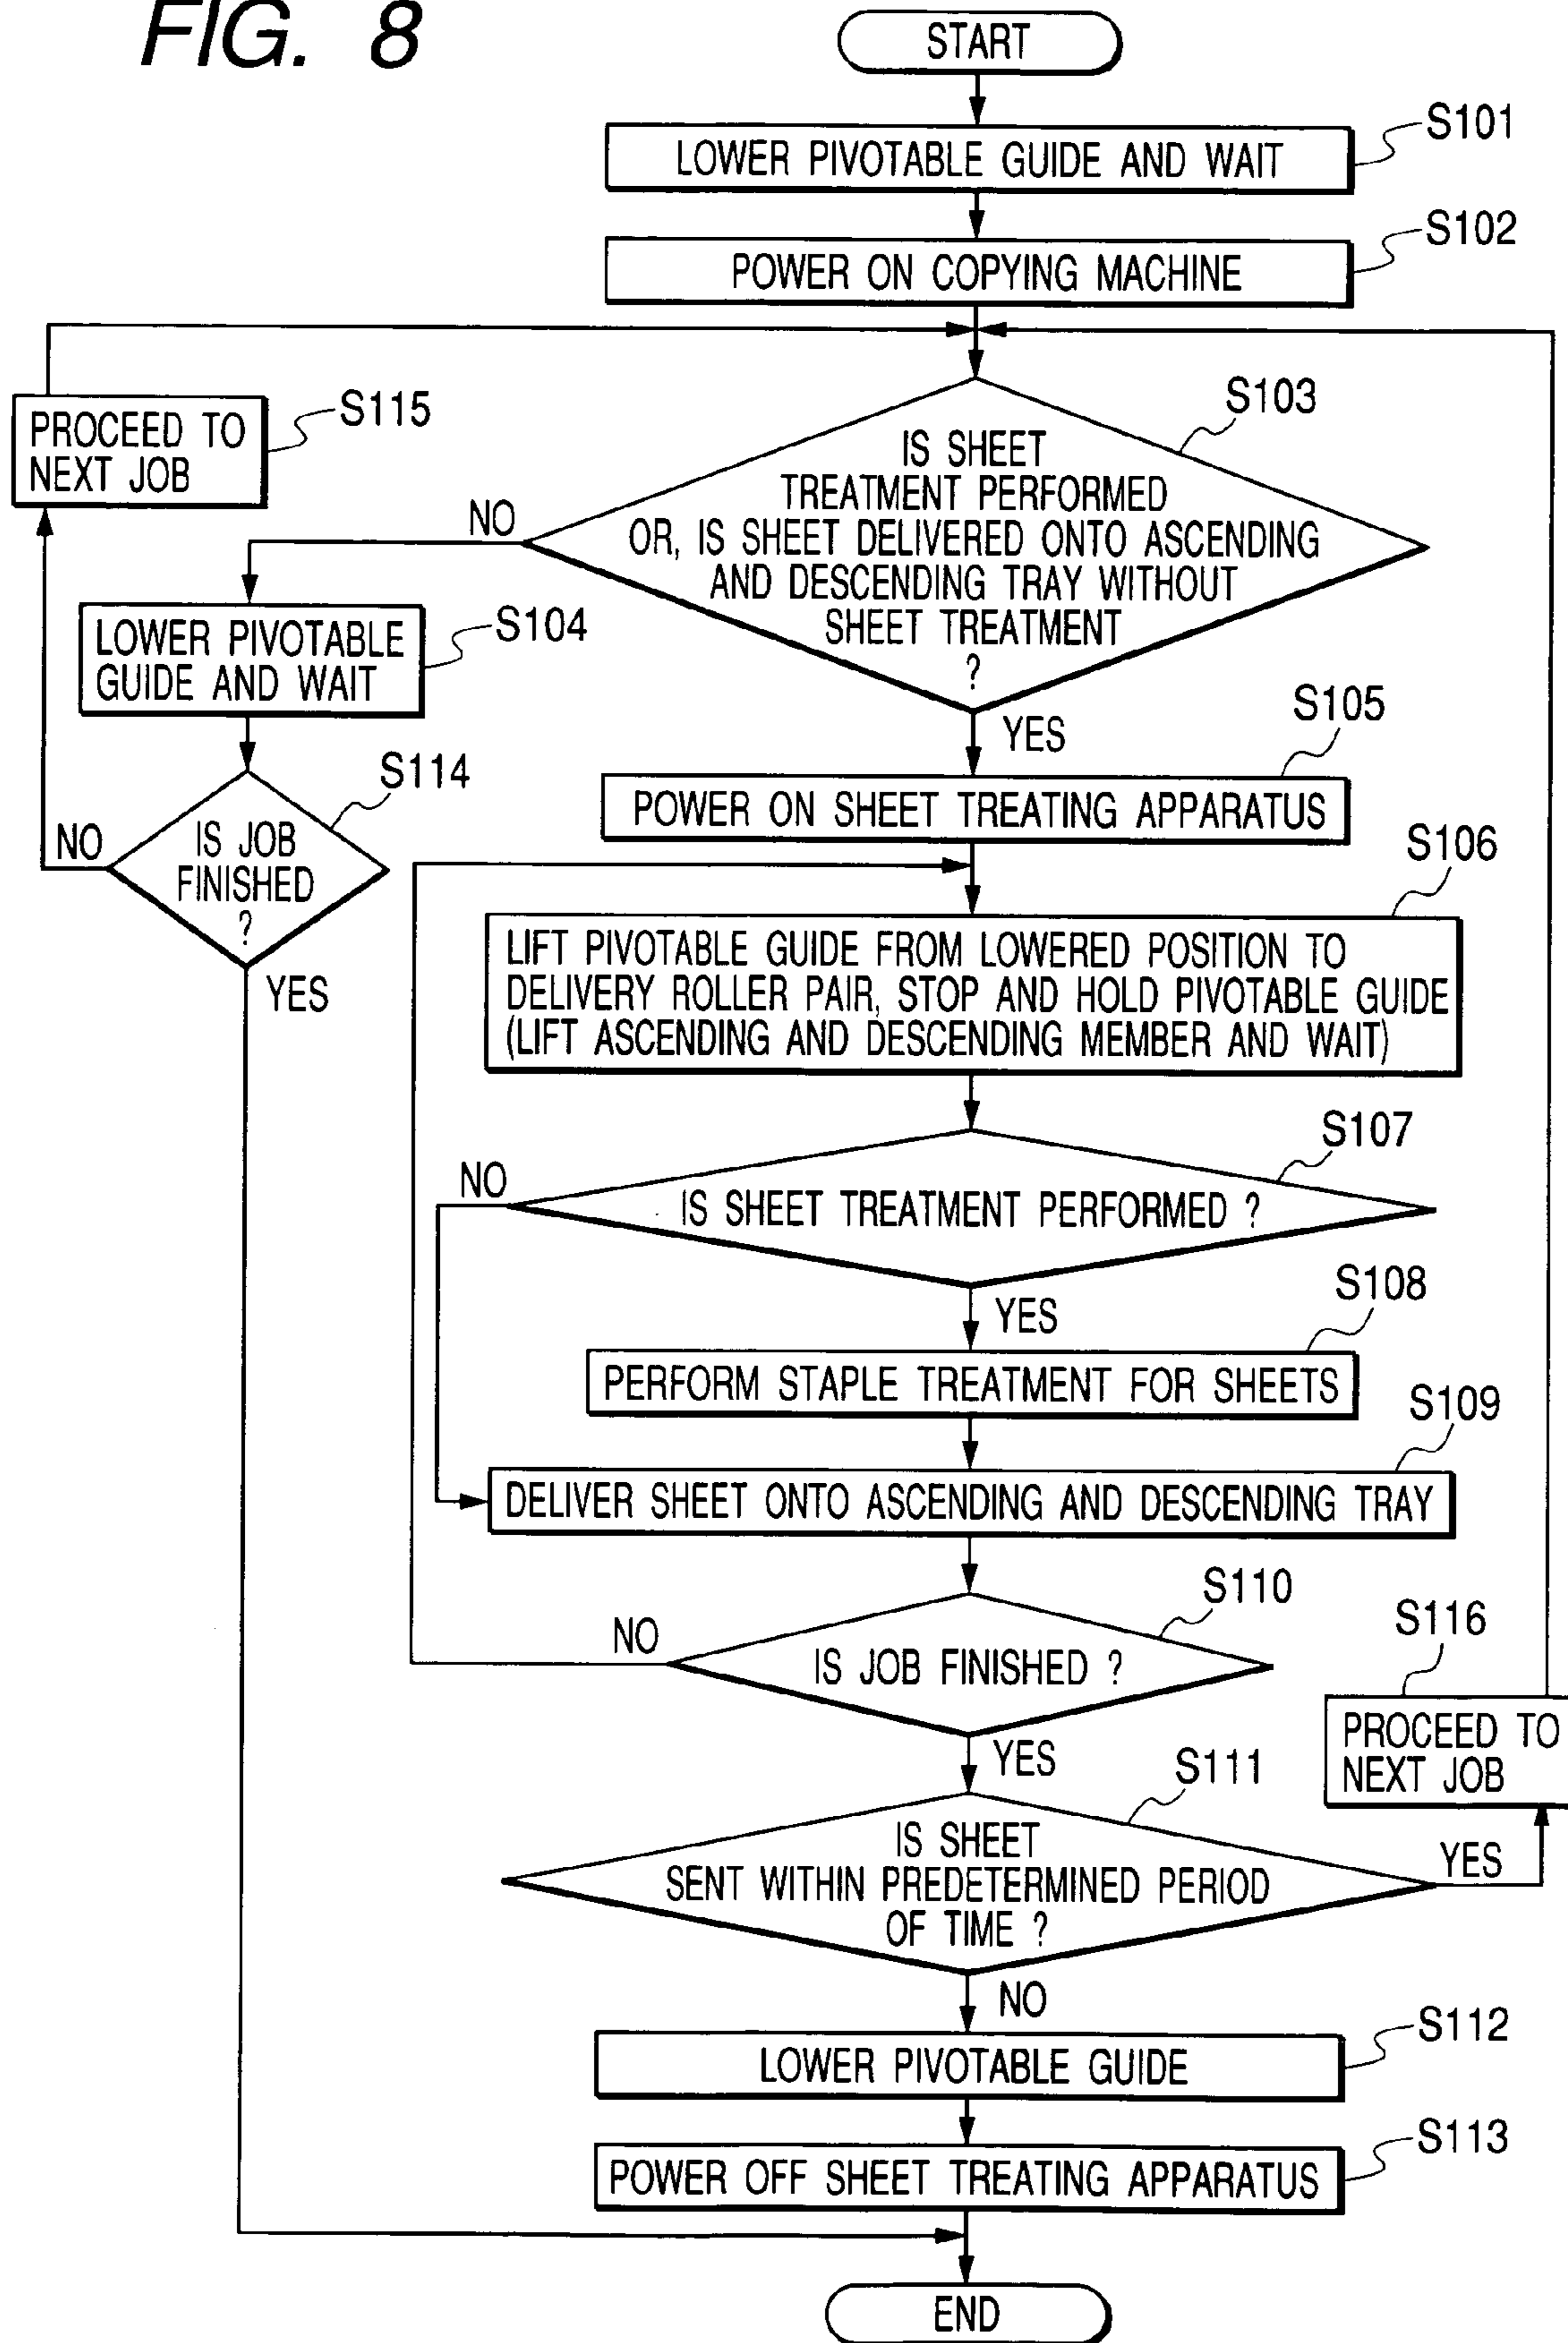 FIG. 8
START
S101
LOWER PIVOTABLE GUIDE AND WAIT
S102
POWER ON COPYING MACHINE
S115
PROCEED TO
NEXT JOB
S103
IS SHEET
TREATMENT PERFORMED
OR, IS SHEET DELIVERED ONTO ASCENDING
AND DESCENDING TRAY WITHOUT
SHEET TREATMENT
?
NO
S104
LOWER PIVOTABLE
GUIDE AND WAIT
YES
S105
POWER ON SHEET TREATING APPARATUS
S114
IS JOB
FINISHED
?
NO
YES
S106
LIFT PIVOTABLE GUIDE FROM LOWERED POSITION TO
DELIVERY ROLLER PAIR, STOP AND HOLD PIVOTABLE GUIDE
(LIFT ASCENDING AND DESCENDING MEMBER AND WAIT)
S107
NO
IS SHEET TREATMENT PERFORMED ?
YES
S108
PERFORM STAPLE TREATMENT FOR SHEETS
S109
DELIVER SHEET ONTO ASCENDING AND DESCENDING TRAY
S110
NO
IS JOB FINISHED ?
S116
PROCEED TO
NEXT JOB
YES
S111
IS SHEET
SENT WITHIN PREDETERMINED PERIOD
OF TIME ?
YES
NO
S112
LOWER PIVOTABLE GUIDE
S113
POWER OFF SHEET TREATING APPARATUS
END